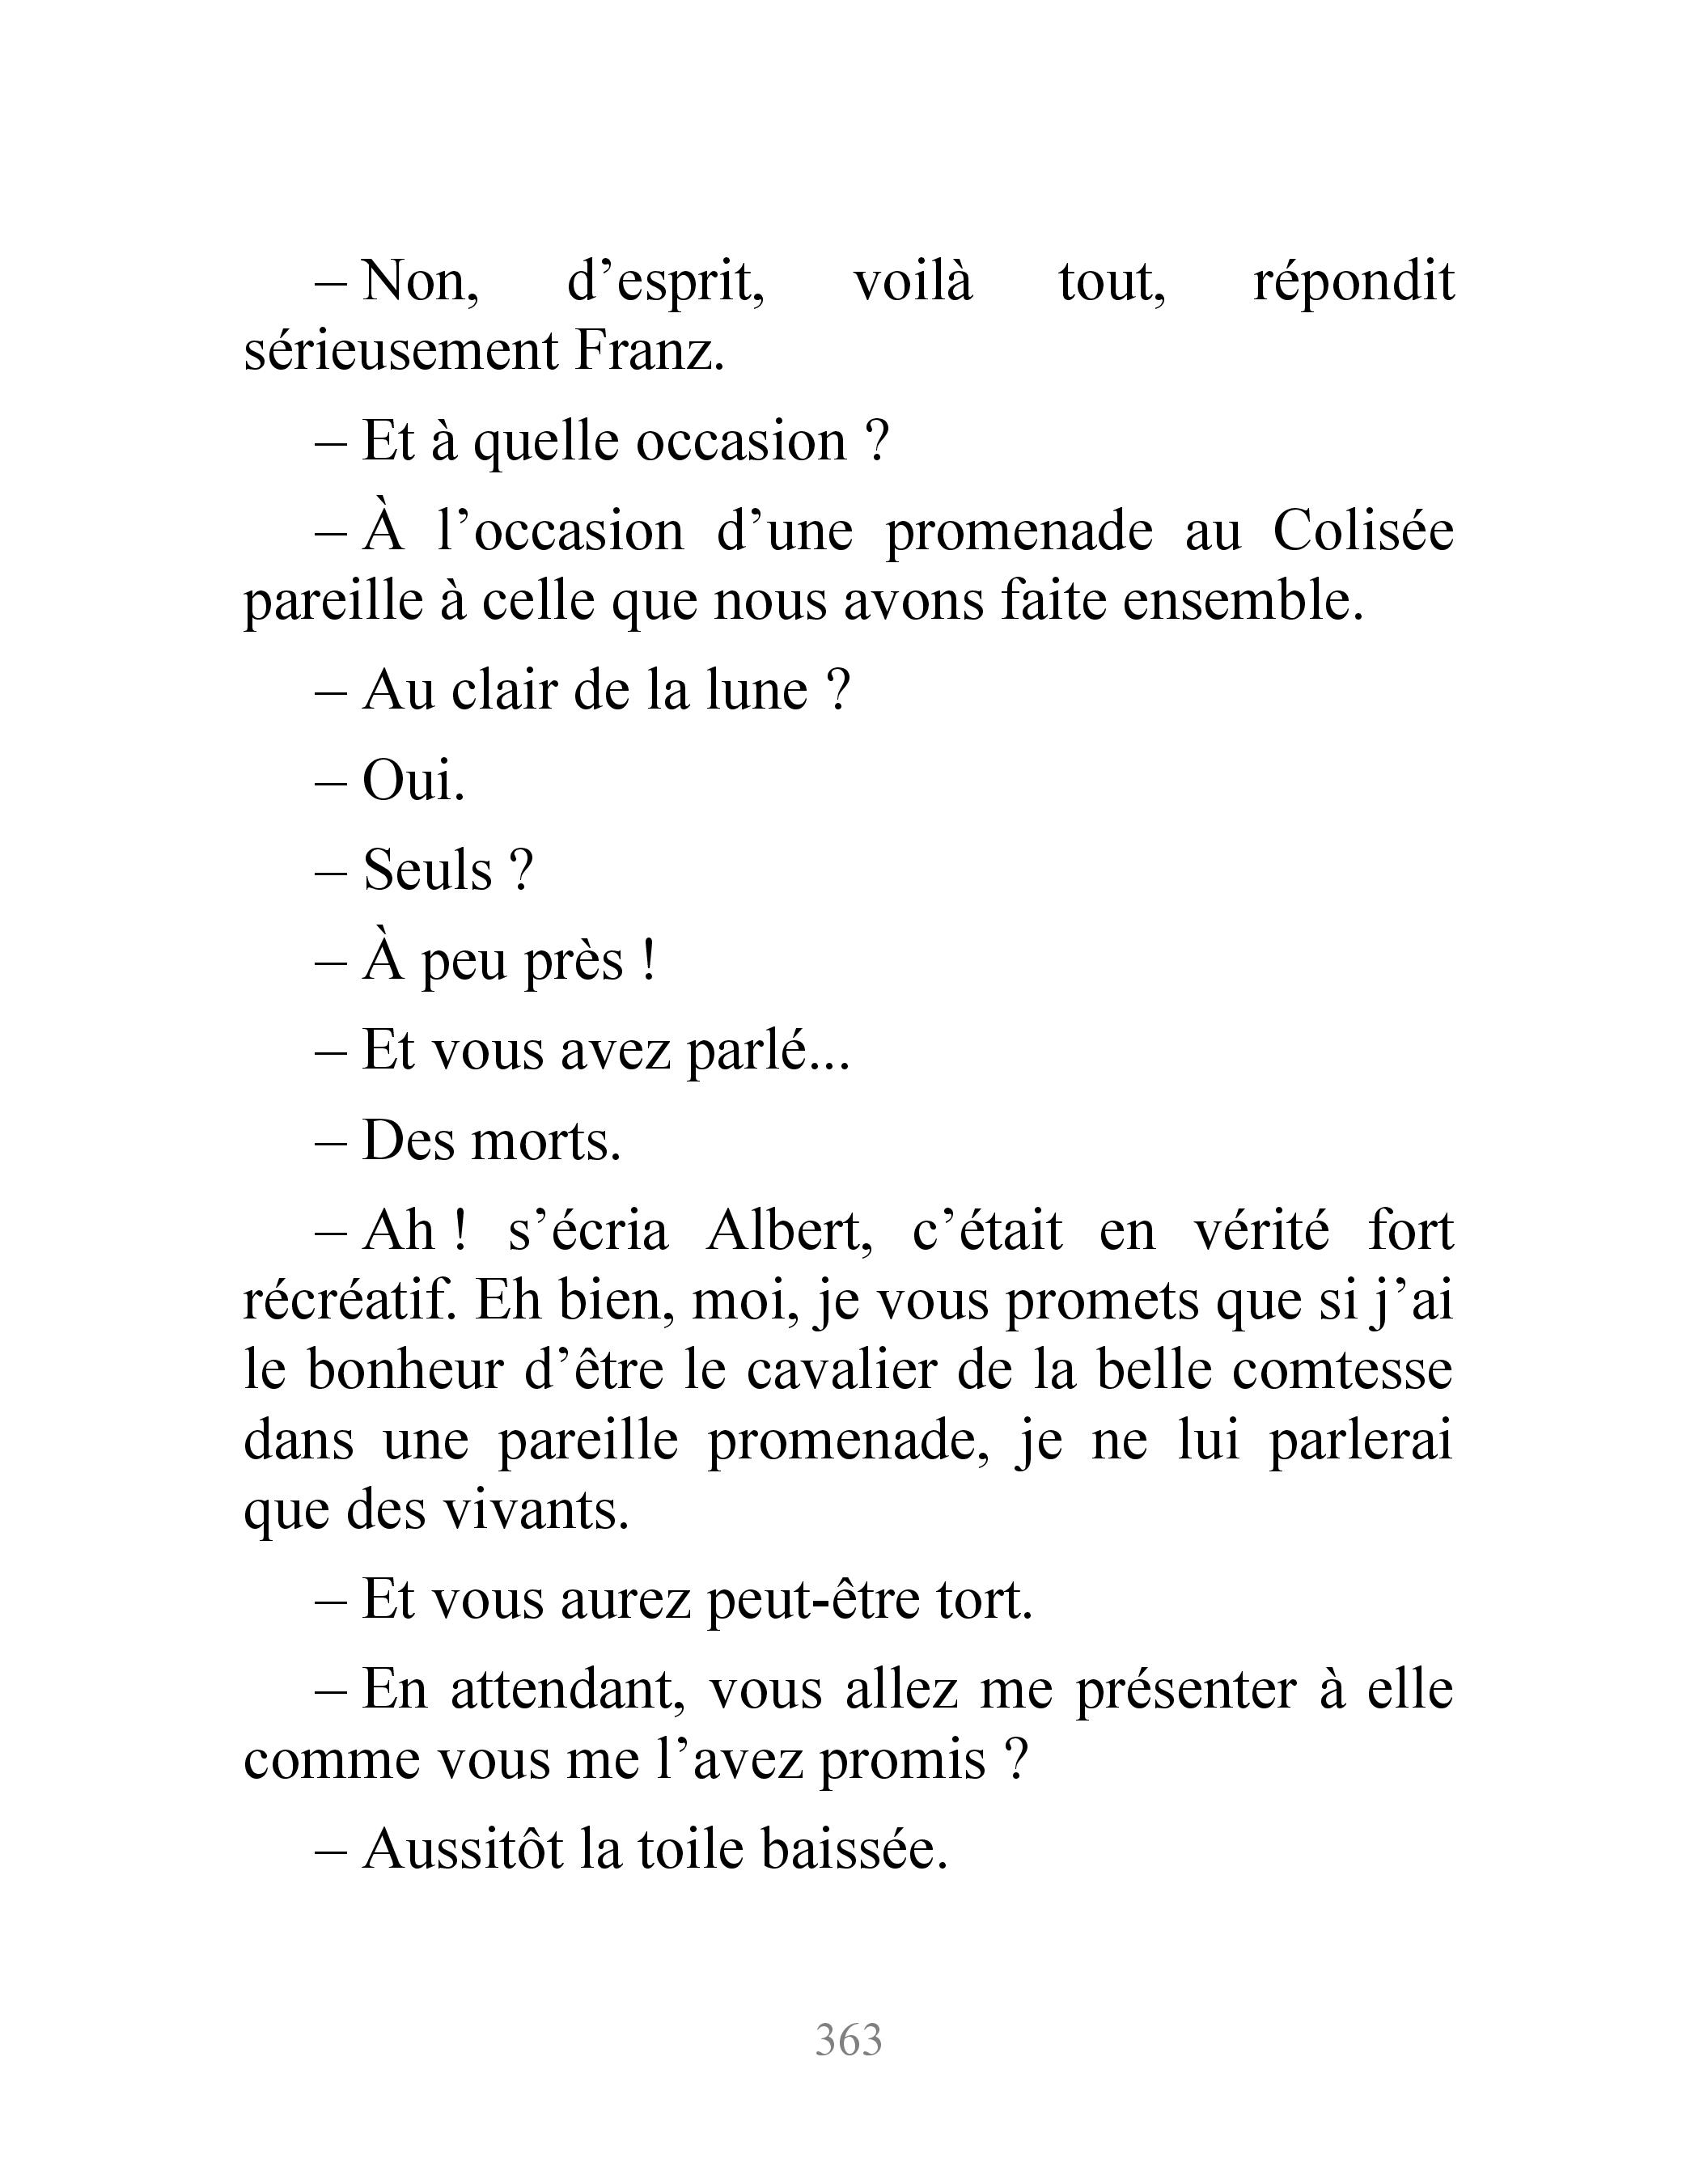 – Non, d’esprit, voilà tout, répondit
sérieusement Franz.
– Et à quelle occasion ?
– À l’occasion d’une promenade au Colisée
pareille à celle que nous avons faite ensemble.
– Au clair de la lune ?
– Oui.
– Seuls ?
– À peu près !
– Et vous avez parlé...
– Des morts.
– Ah ! s’écria Albert, c’était en vérité fort
récréatif. Eh bien, moi, je vous promets que si j’ai
le bonheur d’être le cavalier de la belle comtesse
dans une pareille promenade, je ne lui parlerai
que des vivants.
– Et vous aurez peut-être tort.
– En attendant, vous allez me présenter à elle
comme vous me l’avez promis ?
– Aussitôt la toile baissée.
363